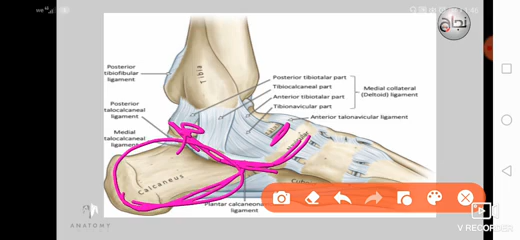 نجاح
Tibia
Posterior
tibiofibular
ligament
Posterior tibiotalar part
Tibiocalcaneal part
Anterior tibiotalar part
Tibionavicular part
Medial collateral
(Deltoid) ligament
Posterior
talocalcaneal
ligament
Anterior talonavicular ligament
Medial
talocalcaneal
ligament
Calcaneus
Plantar calcaneona
ligament
ANATOMY
V RECORDER